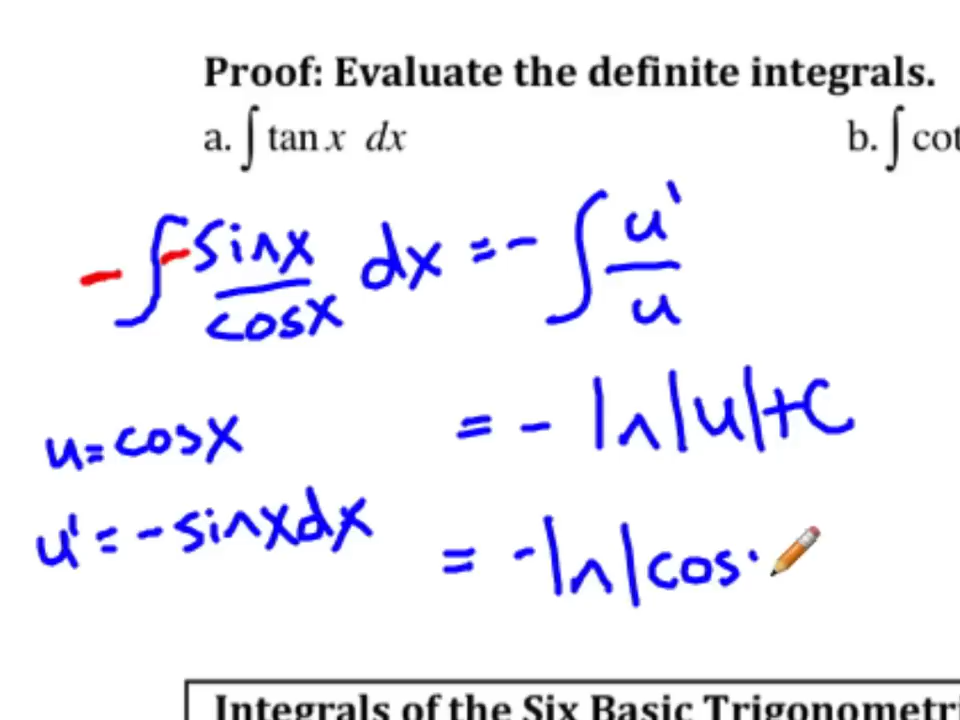 Proof: Evaluate the definite integrals.
a. ∫ tan x dx b. ∫ cot
- ∫ -sinx/cosx dx = - ∫ u'/u
u = cosx = - ln|u|+C
u' = -sinxdx = -ln|cos
Integrals of the Six Basic Trigonometri